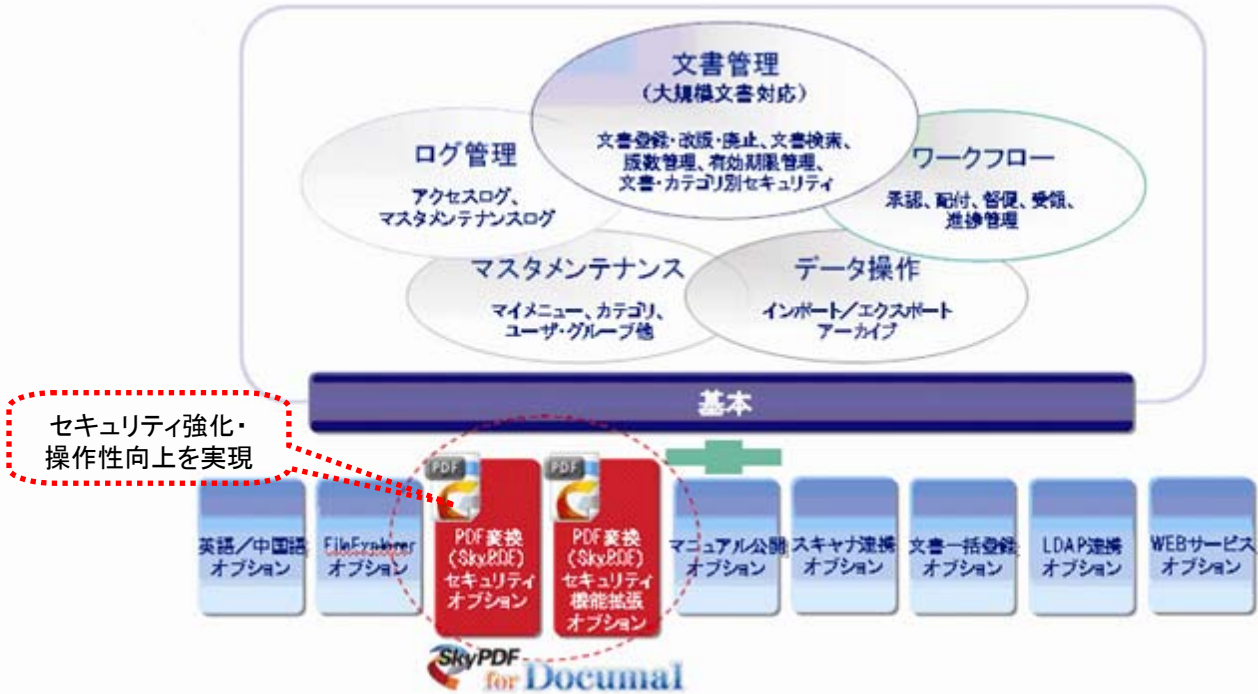 文書管理
(大規模文書対応)
文書登録・改版・廃止、文書検索、
版数管理、有効期限管理、
文書・カテゴリ別セキュリティ
ログ管理
アクセスログ、
マスタメンテナンスログ
ワークフロー
承認、配付、督促、受領、
進捗管理
マスタメンテナンス
マイメニュー、カテゴリ、
ユーザ・グループ他
データ操作
インポート/エクスポート
アーカイブ
基本
セキュリティ強化・
操作性向上を実現
英語/中国語
オプション
FileExplorer
オプション
PDF
PDF変換
(SkyPDF)
セキュリティ
オプション
PDF
PDF変換
(SkyPDF)
セキュリティ
機能拡張
オプション
マニュアル公開
オプション
スキャナ連携
オプション
文書一括登録
オプション
LDAP連携
オプション
WEBサービス
オプション
SkyPDF
for Documal